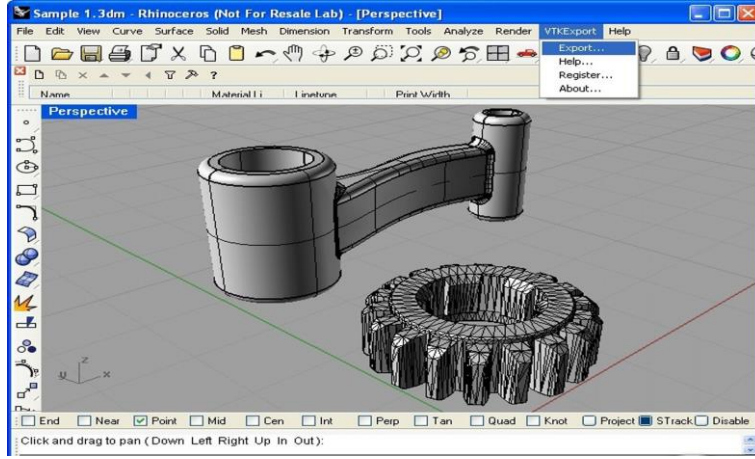 Sample 1.3dm - Rhinoceros (Not For Resale Lab) - [Perspective]
File Edit View Curve Surface Solid Mesh Dimension Transform Tools Analyze Render VTKExport Help
Export...
Help...
Register...
About...
Name Material Li Linetype Print Width
Perspective
z
y x
End Near Point Mid Cen Int Perp Tan Quad Knot Project STrack Disable
Click and drag to pan ( Down Left Right Up In Out):